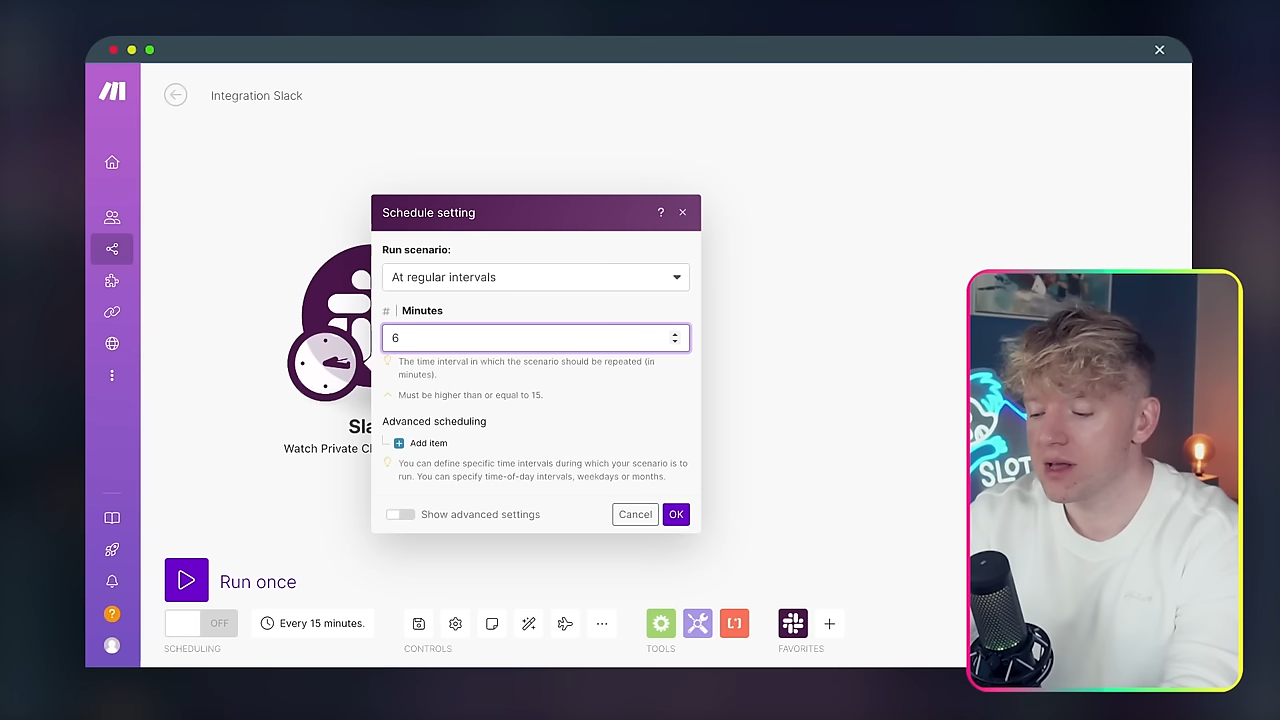 Integration Slack
Schedule setting
?
Run scenario:
At regular intervals
# Minutes
6
The time interval in which the scenario should be repeated (in
minutes).
Must be higher than or equal to 15.
Advanced scheduling
Add item
You can define specific time intervals during which your scenario is to
run. You can specify time-of-day intervals, weekdays or months.
Show advanced settings
Cancel
OK
Watch Private C
Run once
OFF
Every 15 minutes.
SCHEDULING
CONTROLS
TOOLS
FAVORITES
?
SLOT